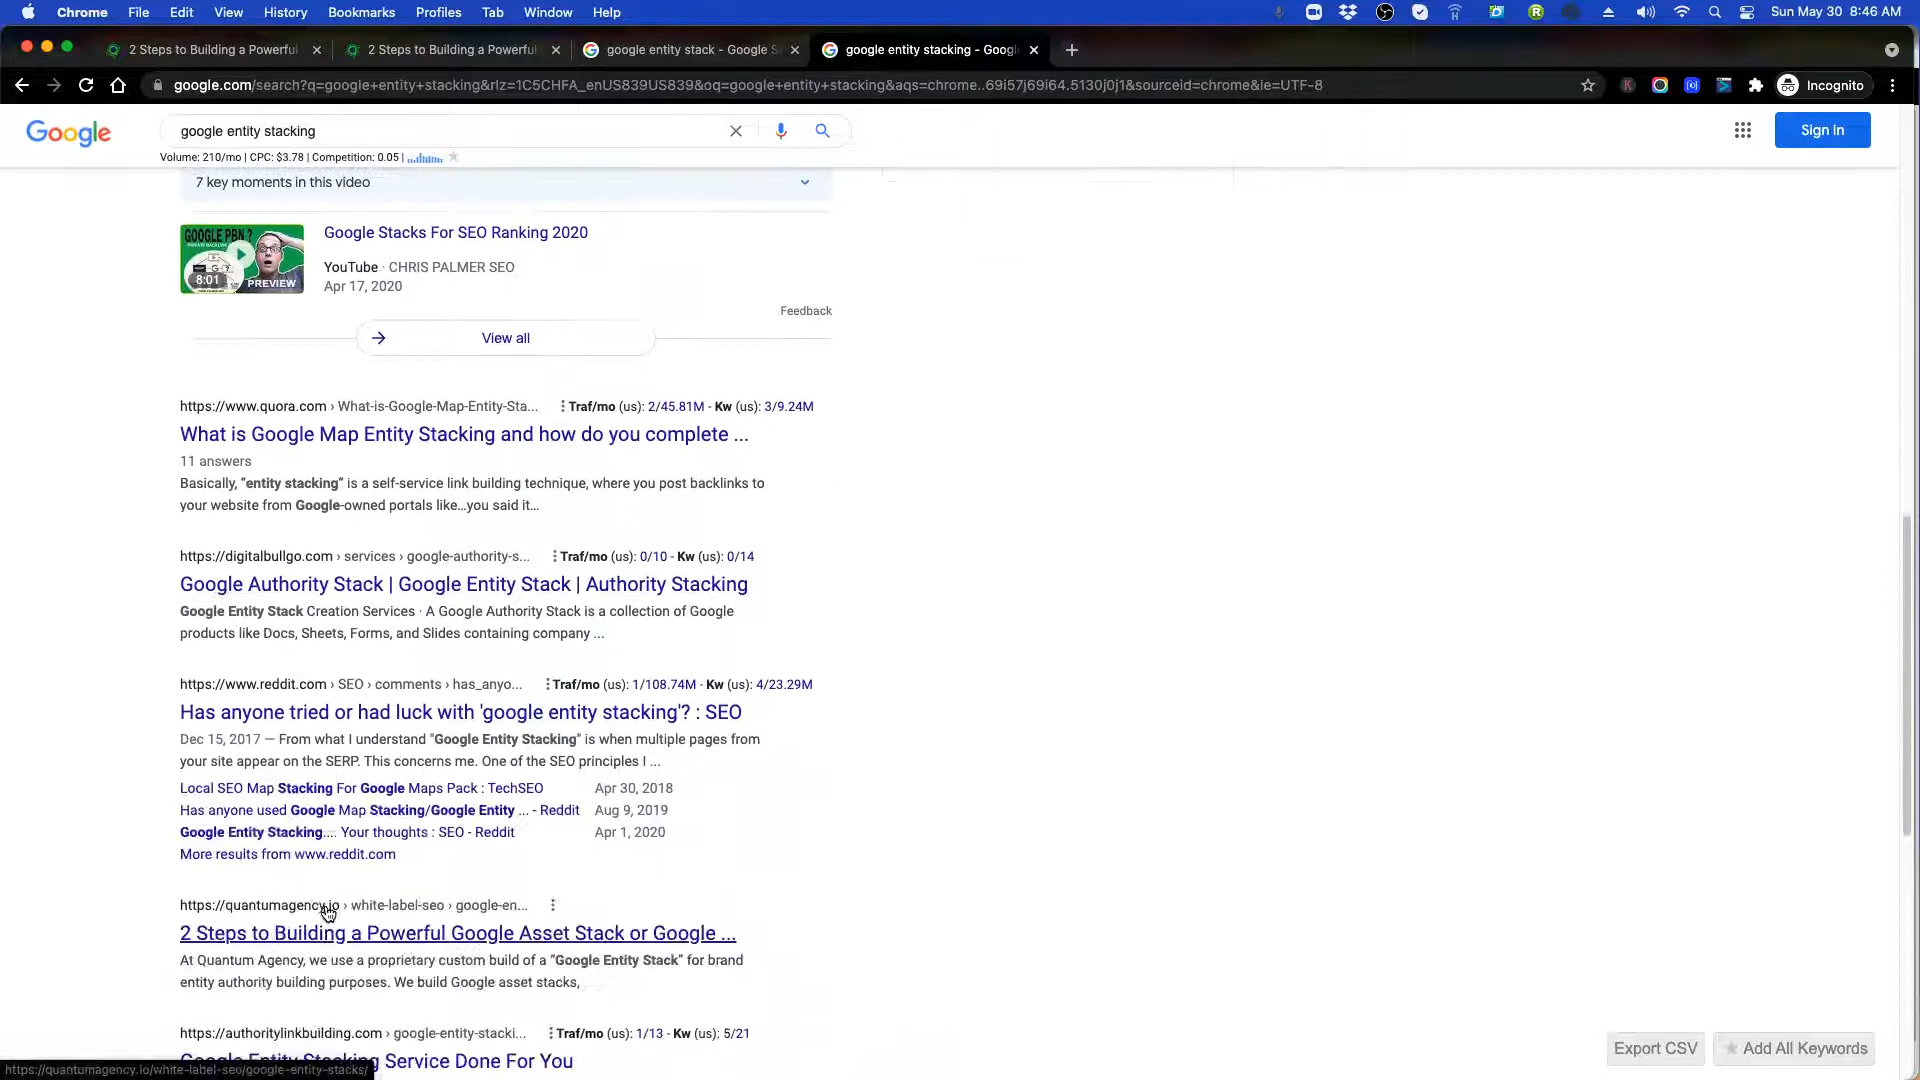 Chrome File Edit View History Bookmarks Profiles Tab Window Help
Sun May 30 8:46 AM
2 Steps to Building a Powerful
2 Steps to Building a Powerful
google entity stack - Google S
google entity stacking - Googl
google.com/search?q=google+entity+stacking&rlz=1C5CHFA_enUS839US839&oq=google+entity+stacking&aqs=chrome..69i57j69i64.5130j0j1&sourceid=chrome&ie=UTF-8
Incognito
Google
google entity stacking
Sign in
Volume: 210/mo | CPC: $3.78 | Competition: 0.05 |
7 key moments in this video
GOOGLE PBN ?
8:01
PREVIEW
Google Stacks For SEO Ranking 2020
YouTube · CHRIS PALMER SEO
Apr 17, 2020
Feedback
View all
https://www.quora.com › What-is-Google-Map-Entity-Sta... Traf/mo (us): 2/45.81M - Kw (us): 3/9.24M
What is Google Map Entity Stacking and how do you complete ...
11 answers
Basically, “entity stacking” is a self-service link building technique, where you post backlinks to
your website from Google-owned portals like…you said it…
https://digitalbullgo.com › services › google-authority-s... Traf/mo (us): 0/10 - Kw (us): 0/14
Google Authority Stack | Google Entity Stack | Authority Stacking
Google Entity Stack Creation Services · A Google Authority Stack is a collection of Google
products like Docs, Sheets, Forms, and Slides containing company ...
https://www.reddit.com › SEO › comments › has_anyo... Traf/mo (us): 1/108.74M - Kw (us): 4/23.29M
Has anyone tried or had luck with 'google entity stacking'? : SEO
Dec 15, 2017 — From what I understand "Google Entity Stacking" is when multiple pages from
your site appear on the SERP. This concerns me. One of the SEO principles I ...
Local SEO Map Stacking For Google Maps Pack : TechSEO Apr 30, 2018
Has anyone used Google Map Stacking/Google Entity ... - Reddit Aug 9, 2019
Google Entity Stacking.... Your thoughts : SEO - Reddit Apr 1, 2020
More results from www.reddit.com
https://quantumagency.io › white-label-seo › google-en...
2 Steps to Building a Powerful Google Asset Stack or Google ...
At Quantum Agency, we use a proprietary custom build of a “Google Entity Stack” for brand
entity authority building purposes. We build Google asset stacks,
https://authoritylinkbuilding.com › google-entity-stacki... Traf/mo (us): 1/13 - Kw (us): 5/21
Google Entity Stacking Service Done For You
Export CSV
Add All Keywords
https://quantumagency.io/white-label-seo/google-entity-stacks/